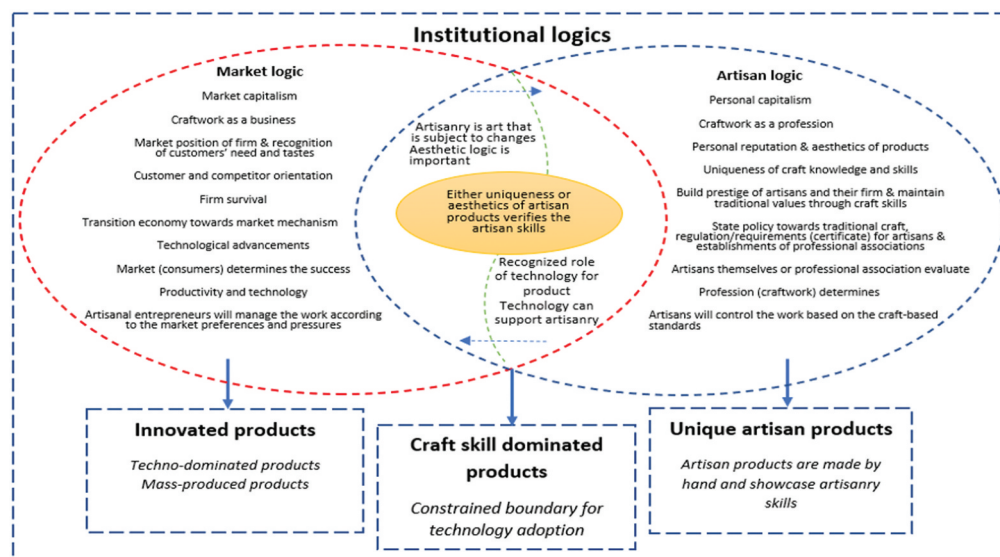 Institutional logics
Market logic
Market capitalism
Craftwork as a business
Market position of firm & recognition
of customers' need and tastes
Customer and competitor orientation
Firm survival
Transition economy towards market mechanism
Technological advancements
Market (consumers) determines the success
Productivity and technology
Artisanal entrepreneurs will manage the work according
to the market preferences and pressures
Artisanry is art that
is subject to changes
Aesthetic logic is
important
Either uniqueness or
aesthetics of artisan
products verifies the
artisan skills
Recognized role
of technology for
product
Technology can
support artisanry
Artisan logic
Personal capitalism
Craftwork as a profession
Personal reputation & aesthetics of products
Uniqueness of craft knowledge and skills
Build prestige of artisans and their firm & maintain
traditional values through craft skills
State policy towards traditional craft,
regulation/requirements (certificate) for artisans &
establishments of professional associations
Artisans themselves or professional association evaluate
Profession (craftwork) determines
Artisans will control the work based on the craft-based
standards
Innovated products
Techno-dominated products
Mass-produced products
Craft skill dominated
products
Constrained boundary for
technology adoption
Unique artisan products
Artisan products are made by
hand and showcase artisanry
skills